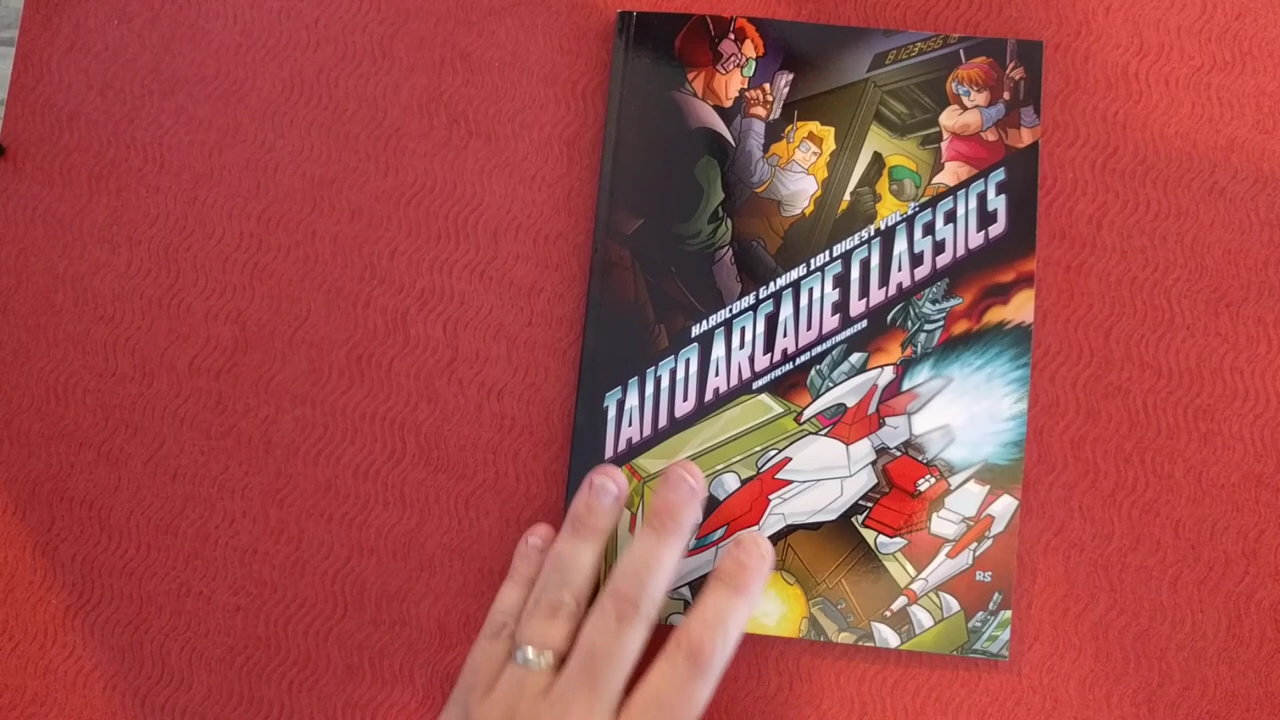 8123456
HARDCORE GAMING 101 DIGEST VOL.2:
TAITO ARCADE CLASSICS
UNOFFICIAL AND UNAUTHORIZED
RS